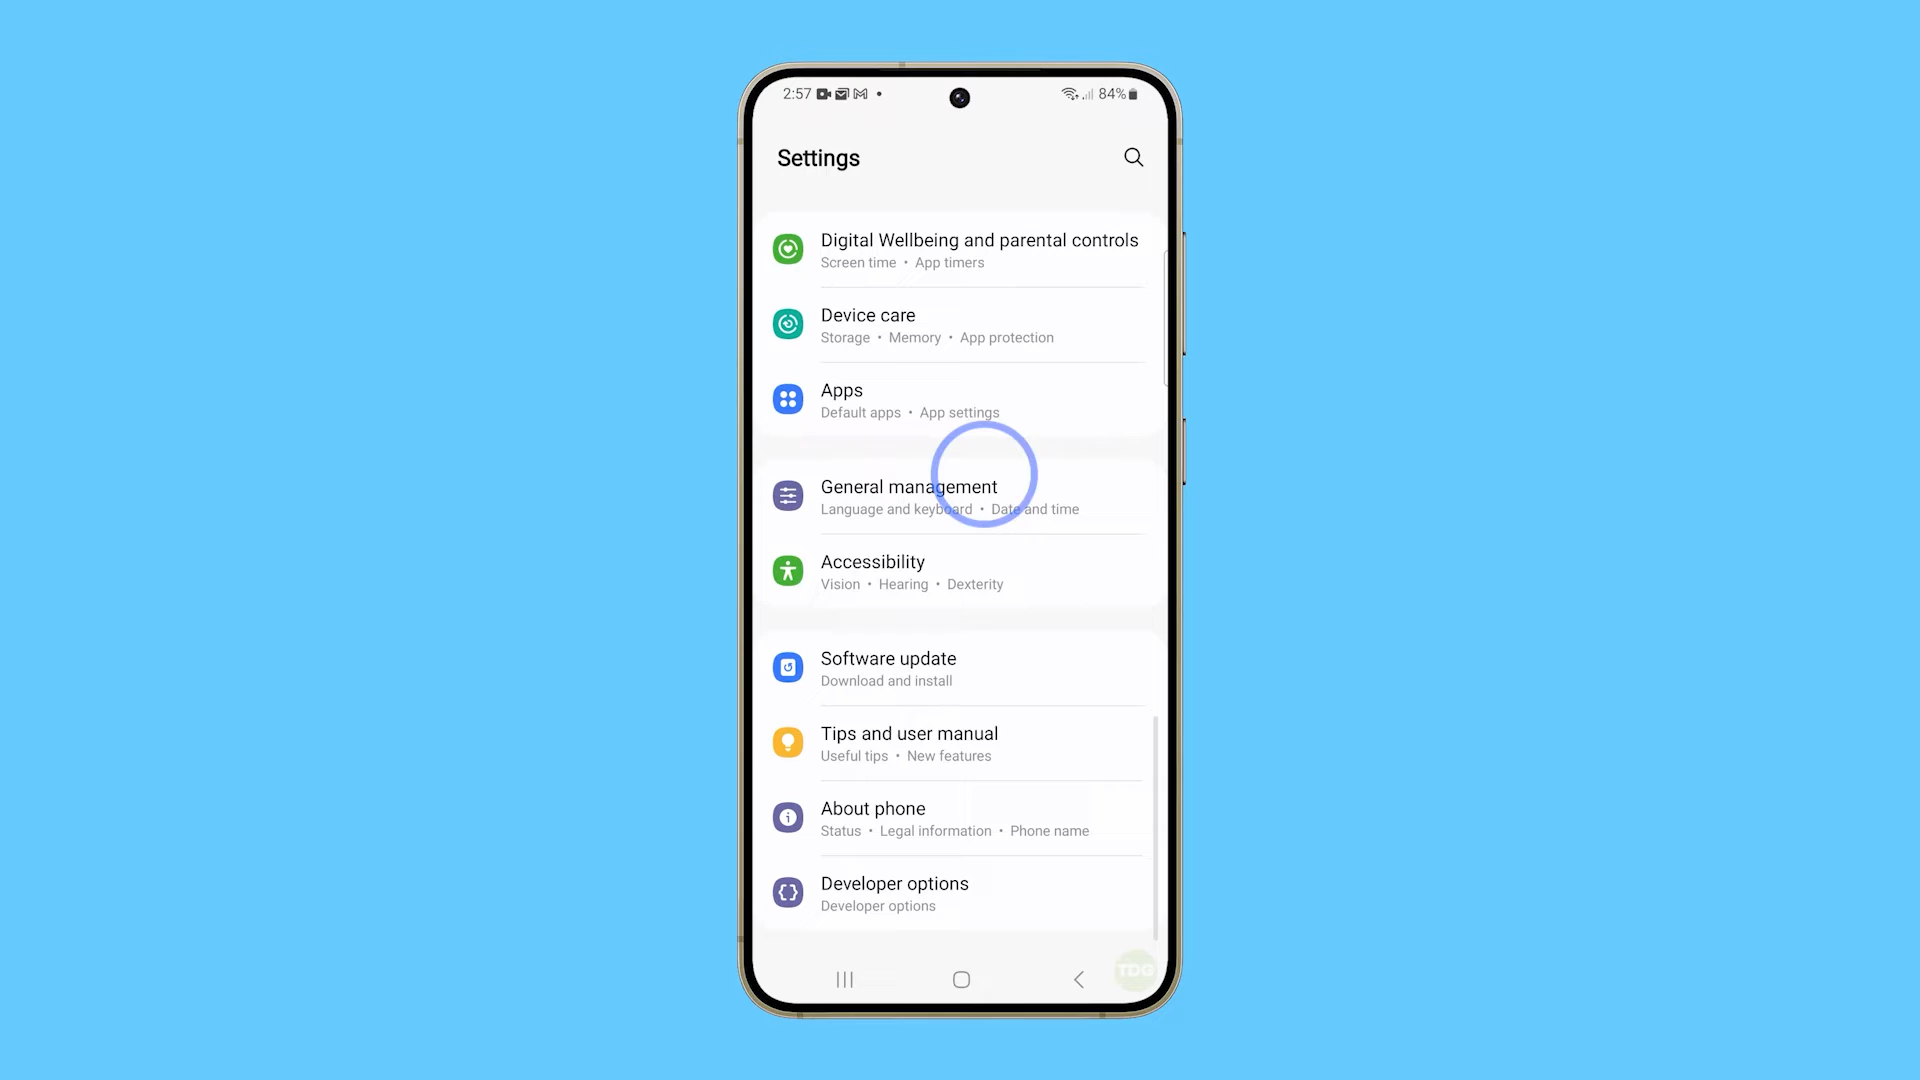 2:57
84%
Settings
Digital Wellbeing and parental controls
Screen time • App timers
Device care
Storage • Memory • App protection
Apps
Default apps • App settings
General management
Language and keyboard • Date and time
Accessibility
Vision • Hearing • Dexterity
Software update
Download and install
Tips and user manual
Useful tips • New features
About phone
Status • Legal information • Phone name
Developer options
Developer options
TDG